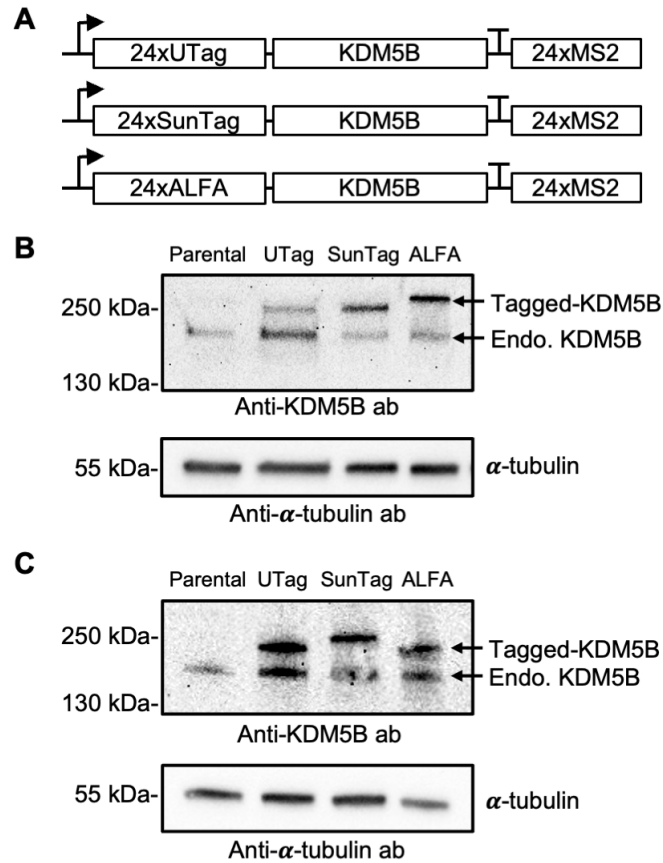 A
24xUTag KDM5B 24xMS2
24xSunTag KDM5B 24xMS2
24xALFA KDM5B 24xMS2
B
Parental UTag SunTag ALFA
250 kDa- Tagged-KDM5B
Endo. KDM5B
130 kDa-
Anti-KDM5B ab
55 kDa- α-tubulin
Anti-α-tubulin ab
C
Parental UTag SunTag ALFA
250 kDa- Tagged-KDM5B
Endo. KDM5B
130 kDa-
Anti-KDM5B ab
55 kDa- α-tubulin
Anti-α-tubulin ab